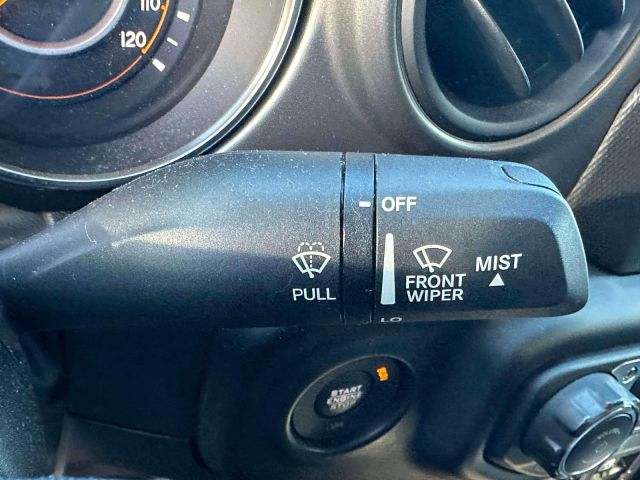 110
120
OFF
PULL
FRONT
WIPER
MIST
LO
START
ENGINE
STOP